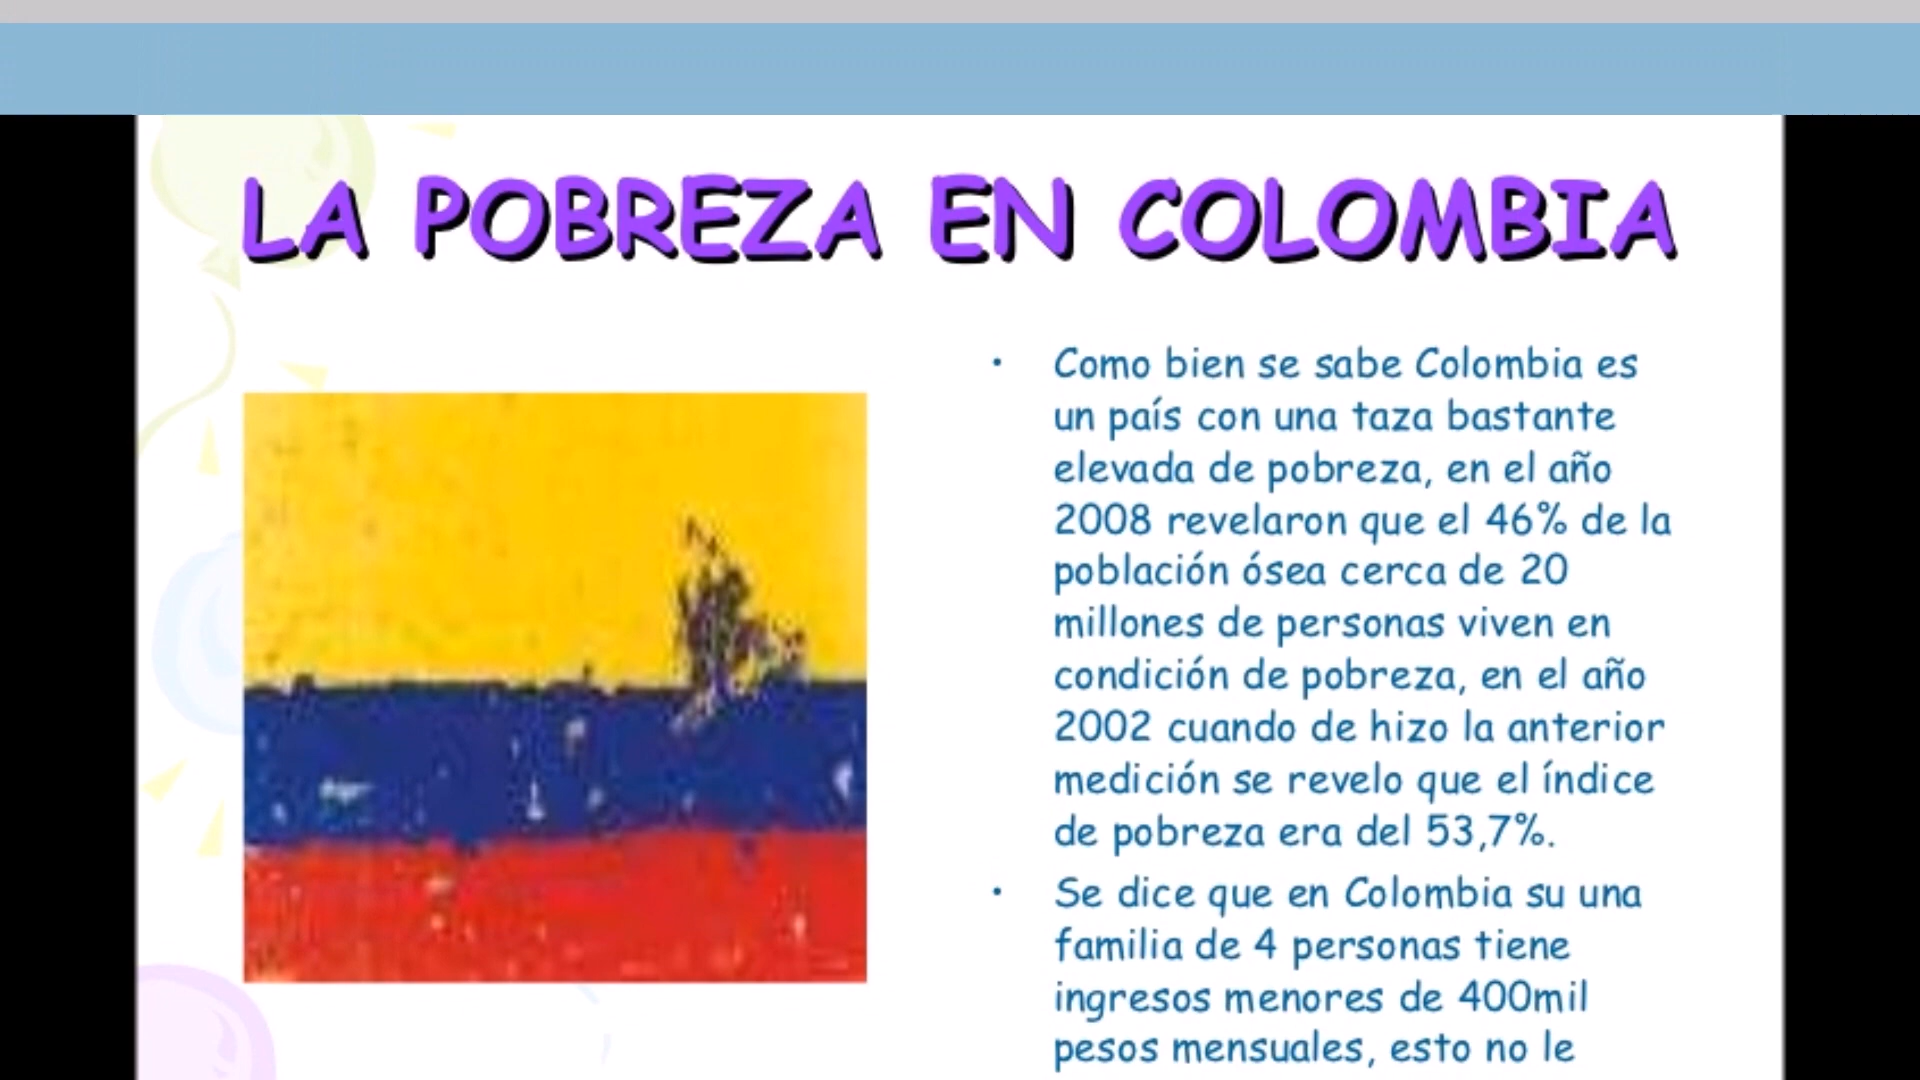 LA POBREZA EN COLOMBIA
• Como bien se sabe Colombia es
un país con una taza bastante
elevada de pobreza, en el año
2008 revelaron que el 46% de la
población ósea cerca de 20
millones de personas viven en
condición de pobreza, en el año
2002 cuando de hizo la anterior
medición se revelo que el índice
de pobreza era del 53,7%.
• Se dice que en Colombia su una
familia de 4 personas tiene
ingresos menores de 400mil
pesos mensuales, esto no le